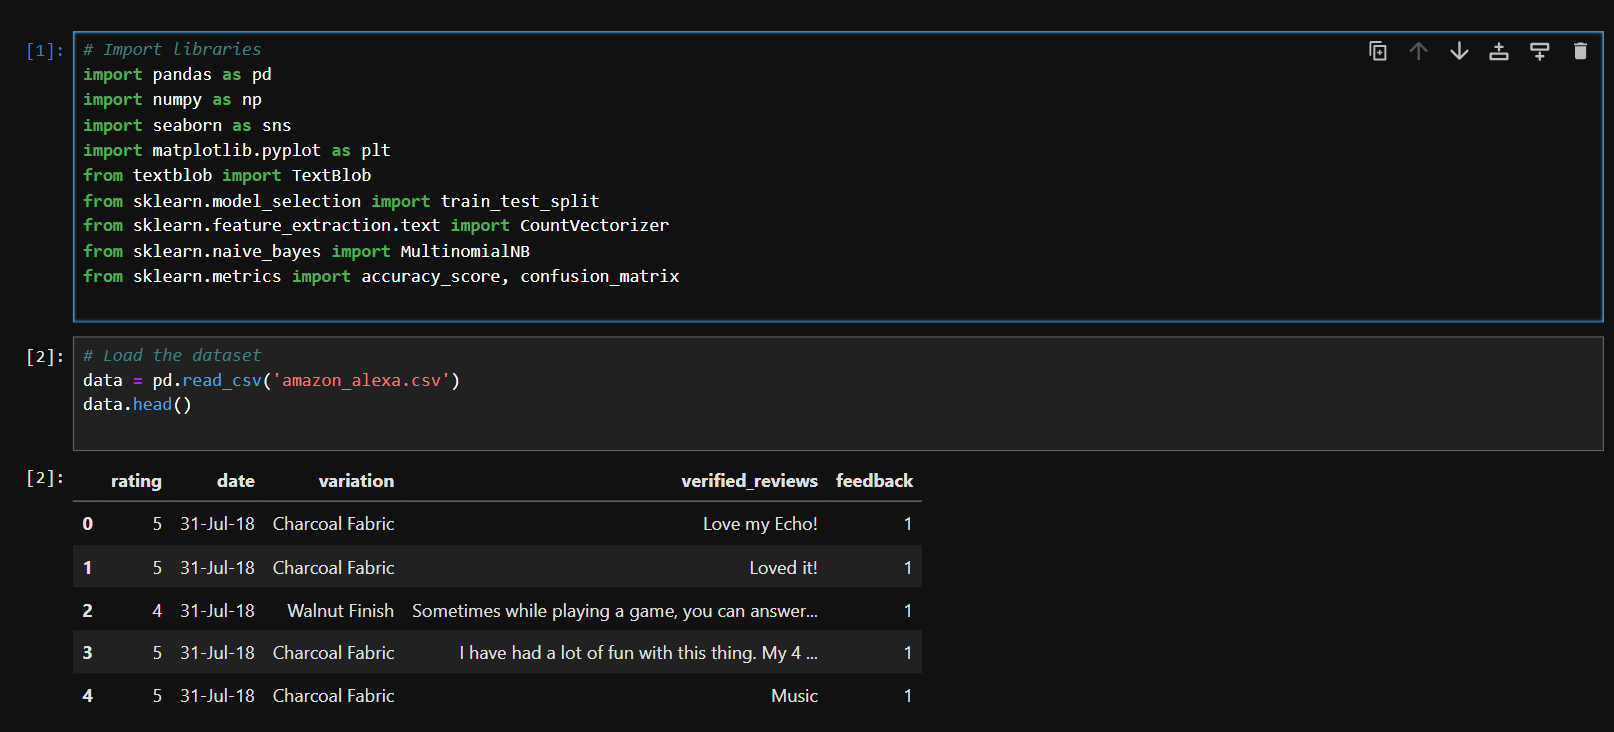 [1]:
# Import libraries
import pandas as pd
import numpy as np
import seaborn as sns
import matplotlib.pyplot as plt
from textblob import TextBlob
from sklearn.model_selection import train_test_split
from sklearn.feature_extraction.text import CountVectorizer
from sklearn.naive_bayes import MultinomialNB
from sklearn.metrics import accuracy_score, confusion_matrix
[2]:
# Load the dataset
data = pd.read_csv('amazon_alexa.csv')
data.head()
[2]:
rating date variation verified_reviews feedback
0 5 31-Jul-18 Charcoal Fabric Love my Echo! 1
1 5 31-Jul-18 Charcoal Fabric Loved it! 1
2 4 31-Jul-18 Walnut Finish Sometimes while playing a game, you can answer... 1
3 5 31-Jul-18 Charcoal Fabric I have had a lot of fun with this thing. My 4 ... 1
4 5 31-Jul-18 Charcoal Fabric Music 1